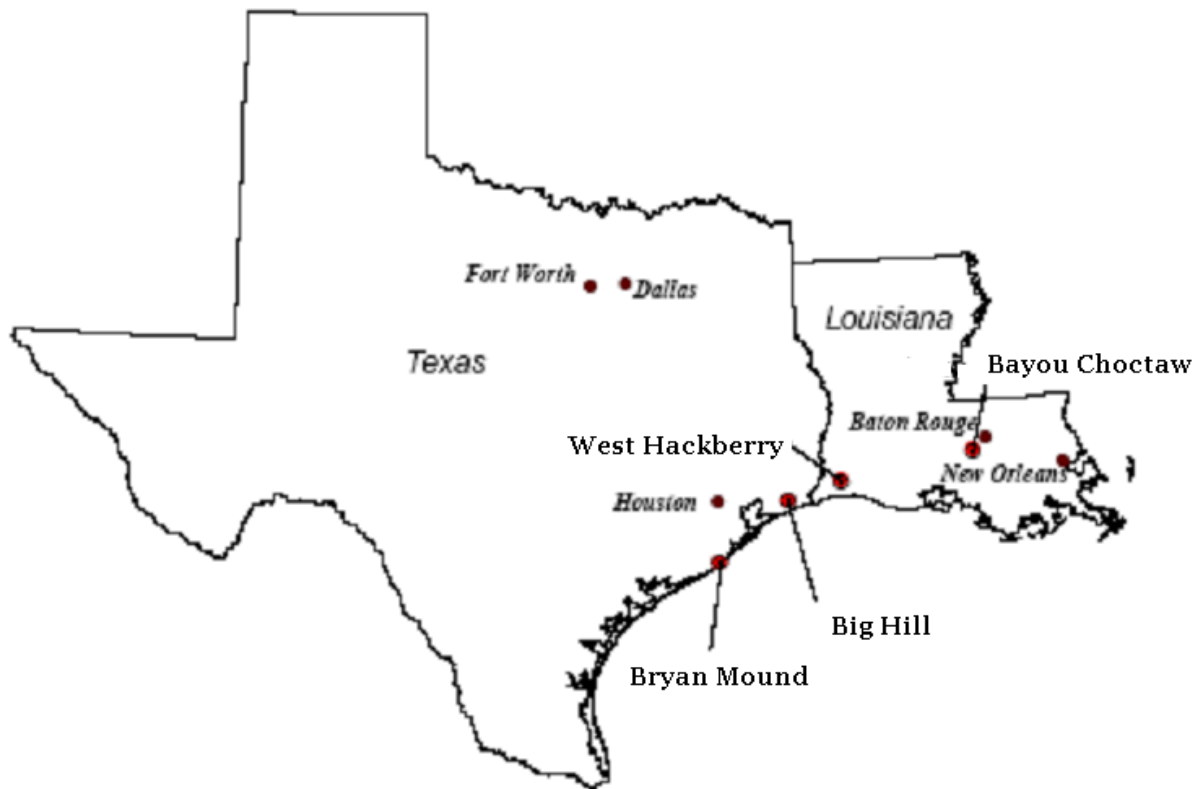 Fort Worth
Dallas
Louisiana
Texas
Bayou Choctaw
Baton Rouge
West Hackberry
New Orleans
Houston
Big Hill
Bryan Mound